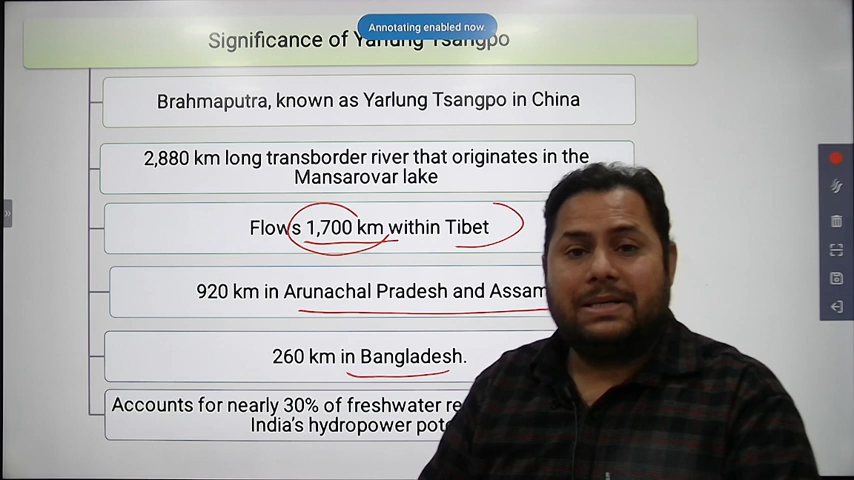 Annotating enabled now.
Significance of Yarlung Tsangpo
Brahmaputra, known as Yarlung Tsangpo in China
2,880 km long transborder river that originates in the
Mansarovar lake
Flows 1,700 km within Tibet
920 km in Arunachal Pradesh and Assam
260 km in Bangladesh.
Accounts for nearly 30% of freshwater
India's hydropower